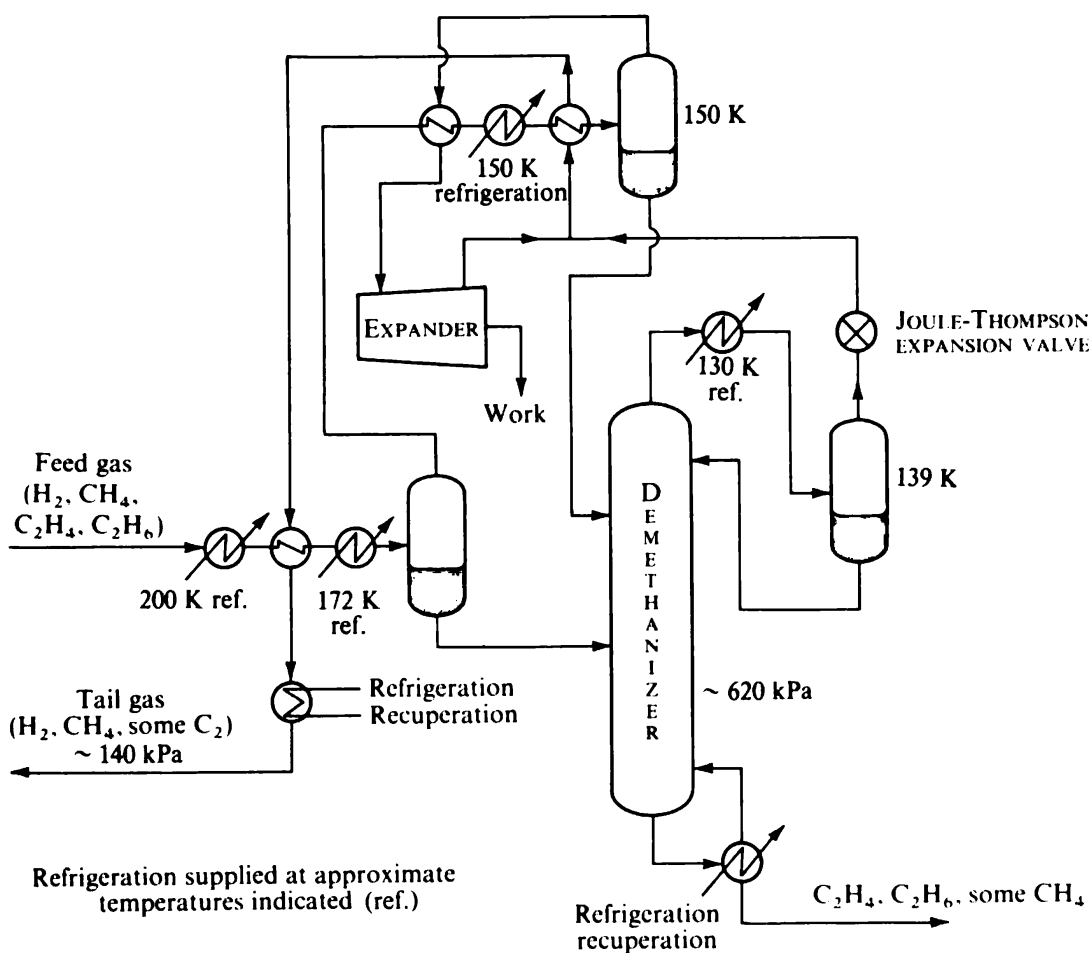 150 K
150 K
refrigeration
EXPANDER
Work
JOULE-THOMPSON
EXPANSION VALVE
130 K
ref.
139 K
Feed gas
(H₂, CH₄,
C₂H₄, C₂H₆)
200 K ref.
172 K
ref.
DEMETHANIZER
~ 620 kPa
Refrigeration
Recuperation
Tail gas
(H₂, CH₄, some C₂)
~ 140 kPa
Refrigeration supplied at approximate
temperatures indicated (ref.)
Refrigeration
recuperation
C₂H₄, C₂H₆, some CH₄